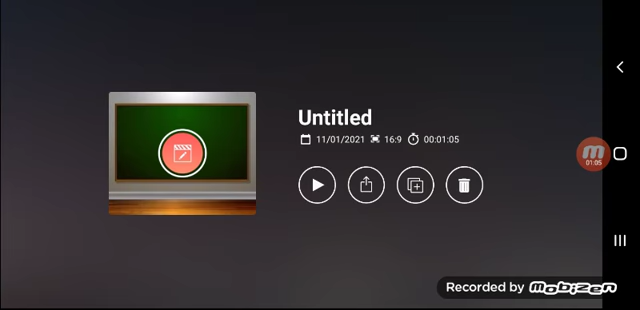 Untitled
11/01/2021 16:9 00:01:05
m
01:05
Recorded by mobizen